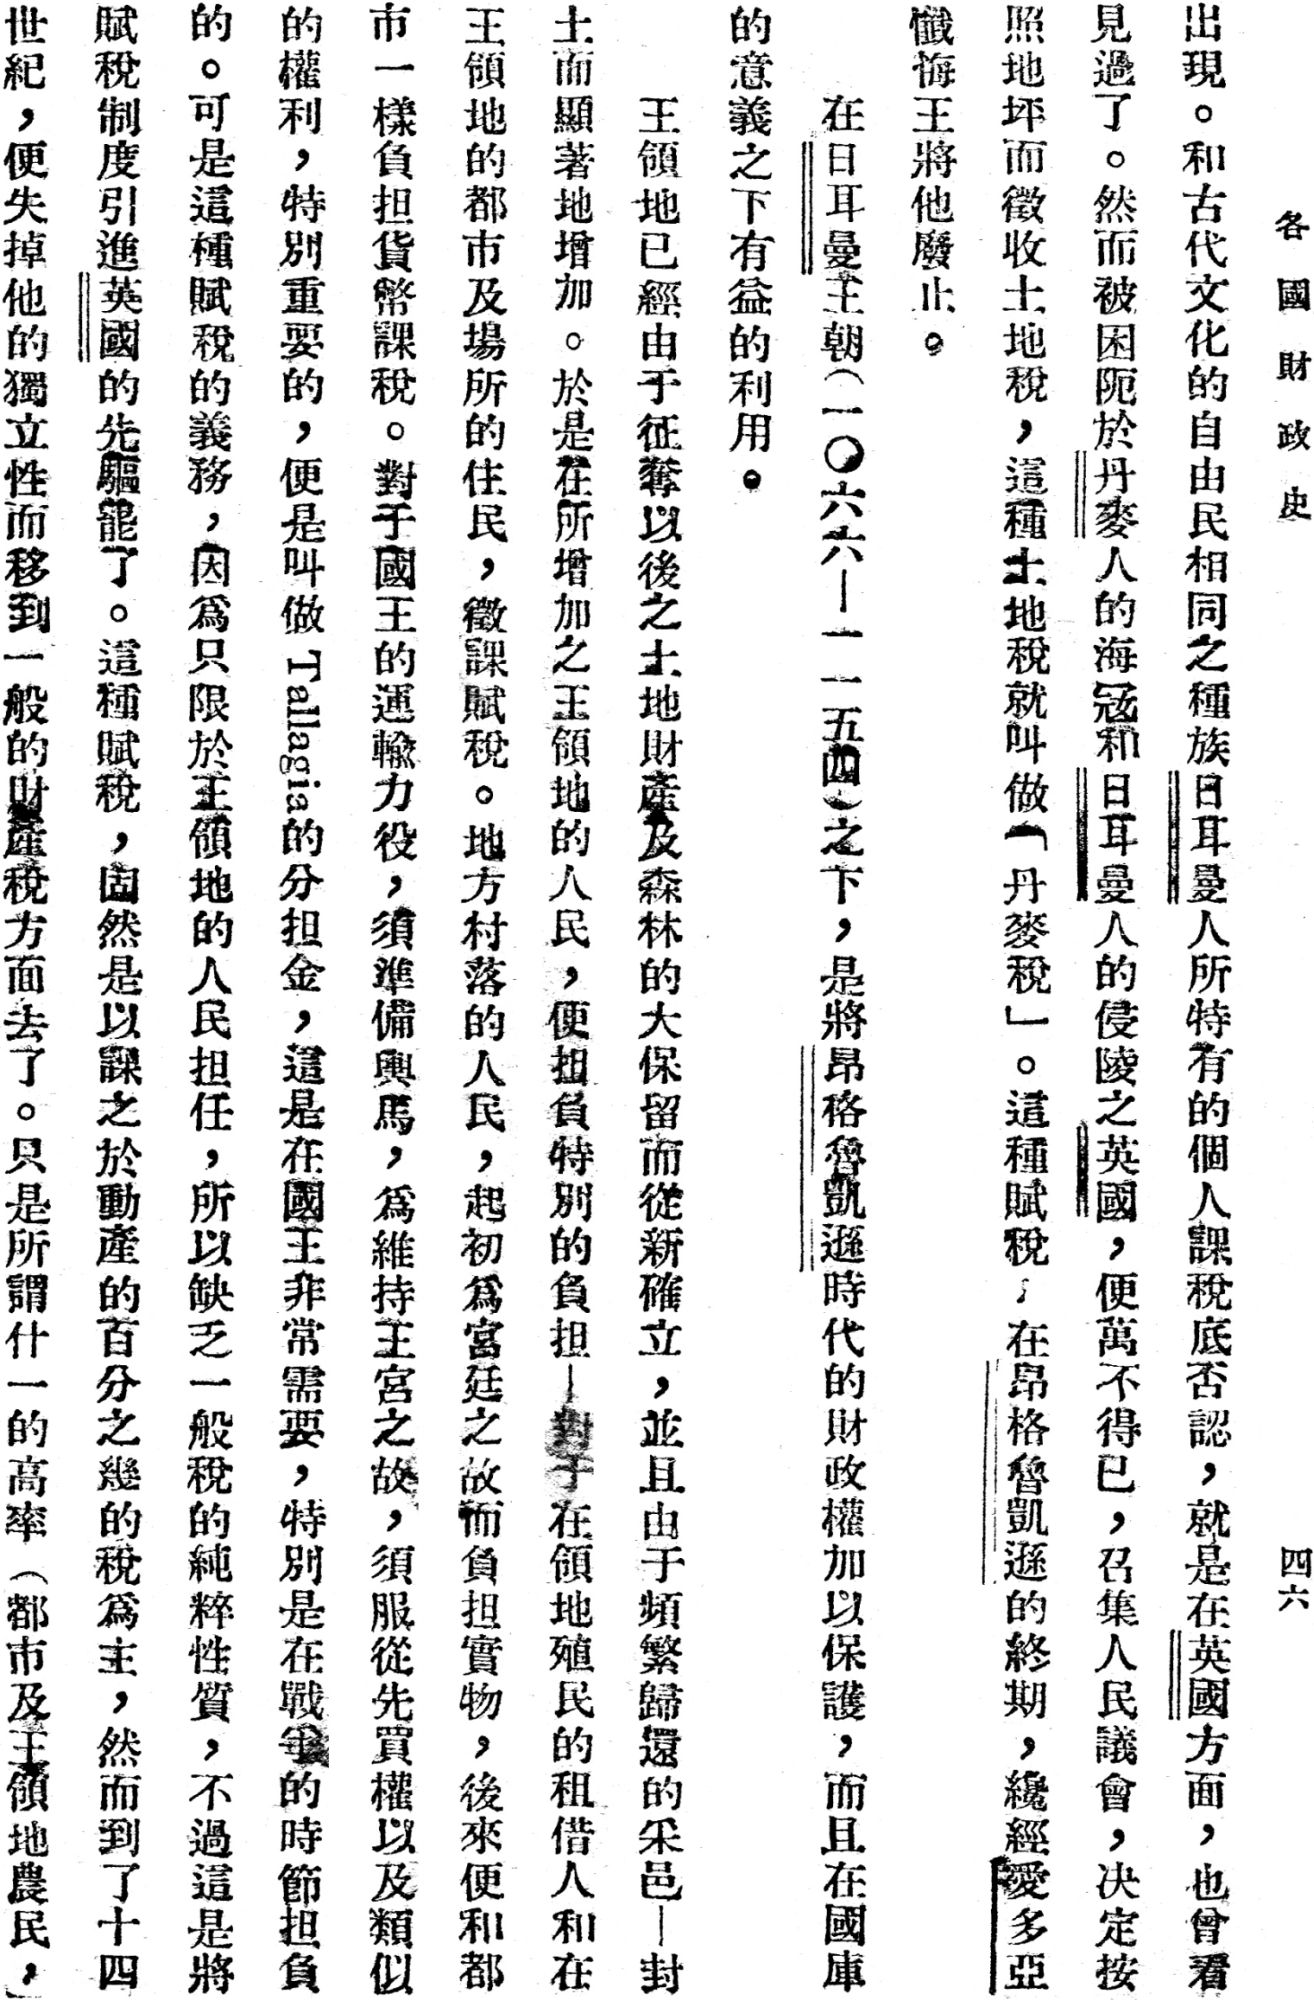 各國財政史
四六
出現。和古代文化的自由民相同之種族日耳曼人所特有的個人課稅底否認，就是在英國方面，也曾看
見過了。然而被困阨於丹麥人的海冦和日耳曼人的侵陵之英國，便萬不得已，召集人民議會，决定按
照地坪而徵收土地稅，這種土地稅就叫做「丹麥稅」。這種賦稅，在昂格魯凱遜的終期，纔經愛多亞
懺悔王將他廢止。
在日耳曼王朝（一〇六六—一一五四）之下，是將昂格魯凱遜時代的財政權加以保護，而且在國庫
的意義之下有益的利用。
王領地已經由于征奪以後之土地財產及森林的大保留而從新確立，並且由于頻繁歸還的采邑—封
土而顯著地增加。於是在所增加之王領地的人民，便担負特別的負担—對于在領地殖民的租借人和在
王領地的都市及場所的住民，徵課賦稅。地方村落的人民，起初爲宮廷之故而負担實物，後來便和都
市一樣負担貨幣課稅。對于國王的運輸力役，須準備輿馬，爲維持王宮之故，須服從先買權以及類似
的權利，特別重要的，便是叫做Tallagia的分担金，這是在國王非常需要，特別是在戰爭的時節担負
的。可是這種賦稅的義務，因爲只限於王領地的人民担任，所以缺乏一般稅的純粹性質，不過這是將
賦稅制度引進英國的先驅罷了。這種賦稅，固然是以課之於動產的百分之幾的稅爲主，然而到了十四
世紀，便失掉他的獨立性而移到一般的財產稅方面去了。只是所謂什一的高率（都市及王領地農民，